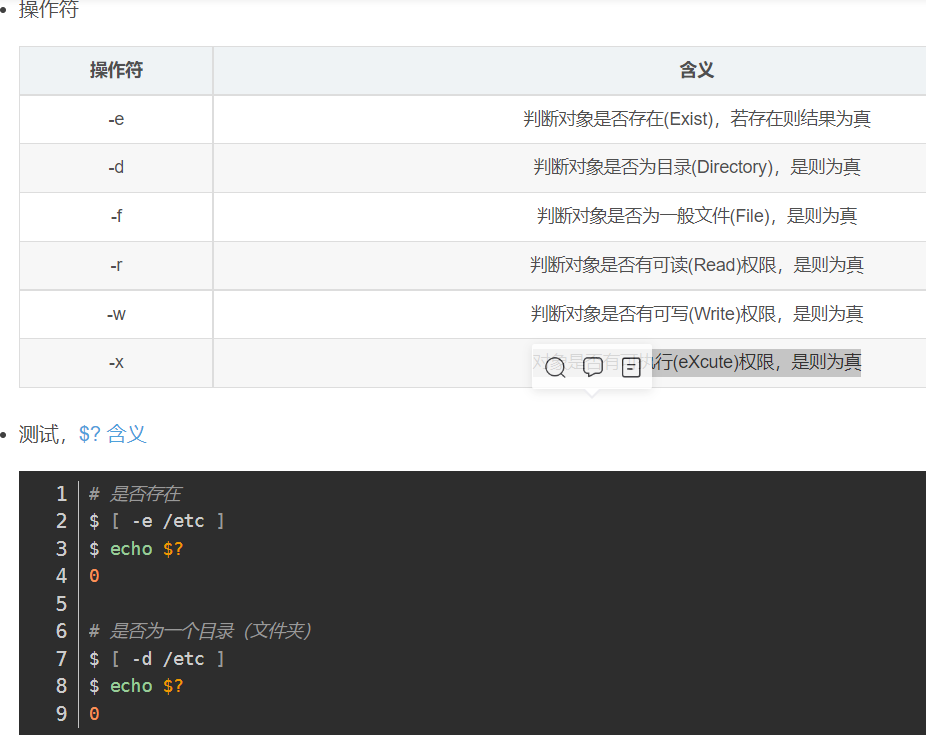 操作符
操作符 含义
-e 判断对象是否存在(Exist)，若存在则结果为真
-d 判断对象是否为目录(Directory)，是则为真
-f 判断对象是否为一般文件(File)，是则为真
-r 判断对象是否有可读(Read)权限，是则为真
-w 判断对象是否有可写(Write)权限，是则为真
-x 对象是否有可执行(eXcute)权限，是则为真
测试，$? 含义
1 # 是否存在
2 $ [ -e /etc ]
3 $ echo $?
4 0
5
6 # 是否为一个目录（文件夹）
7 $ [ -d /etc ]
8 $ echo $?
9 0